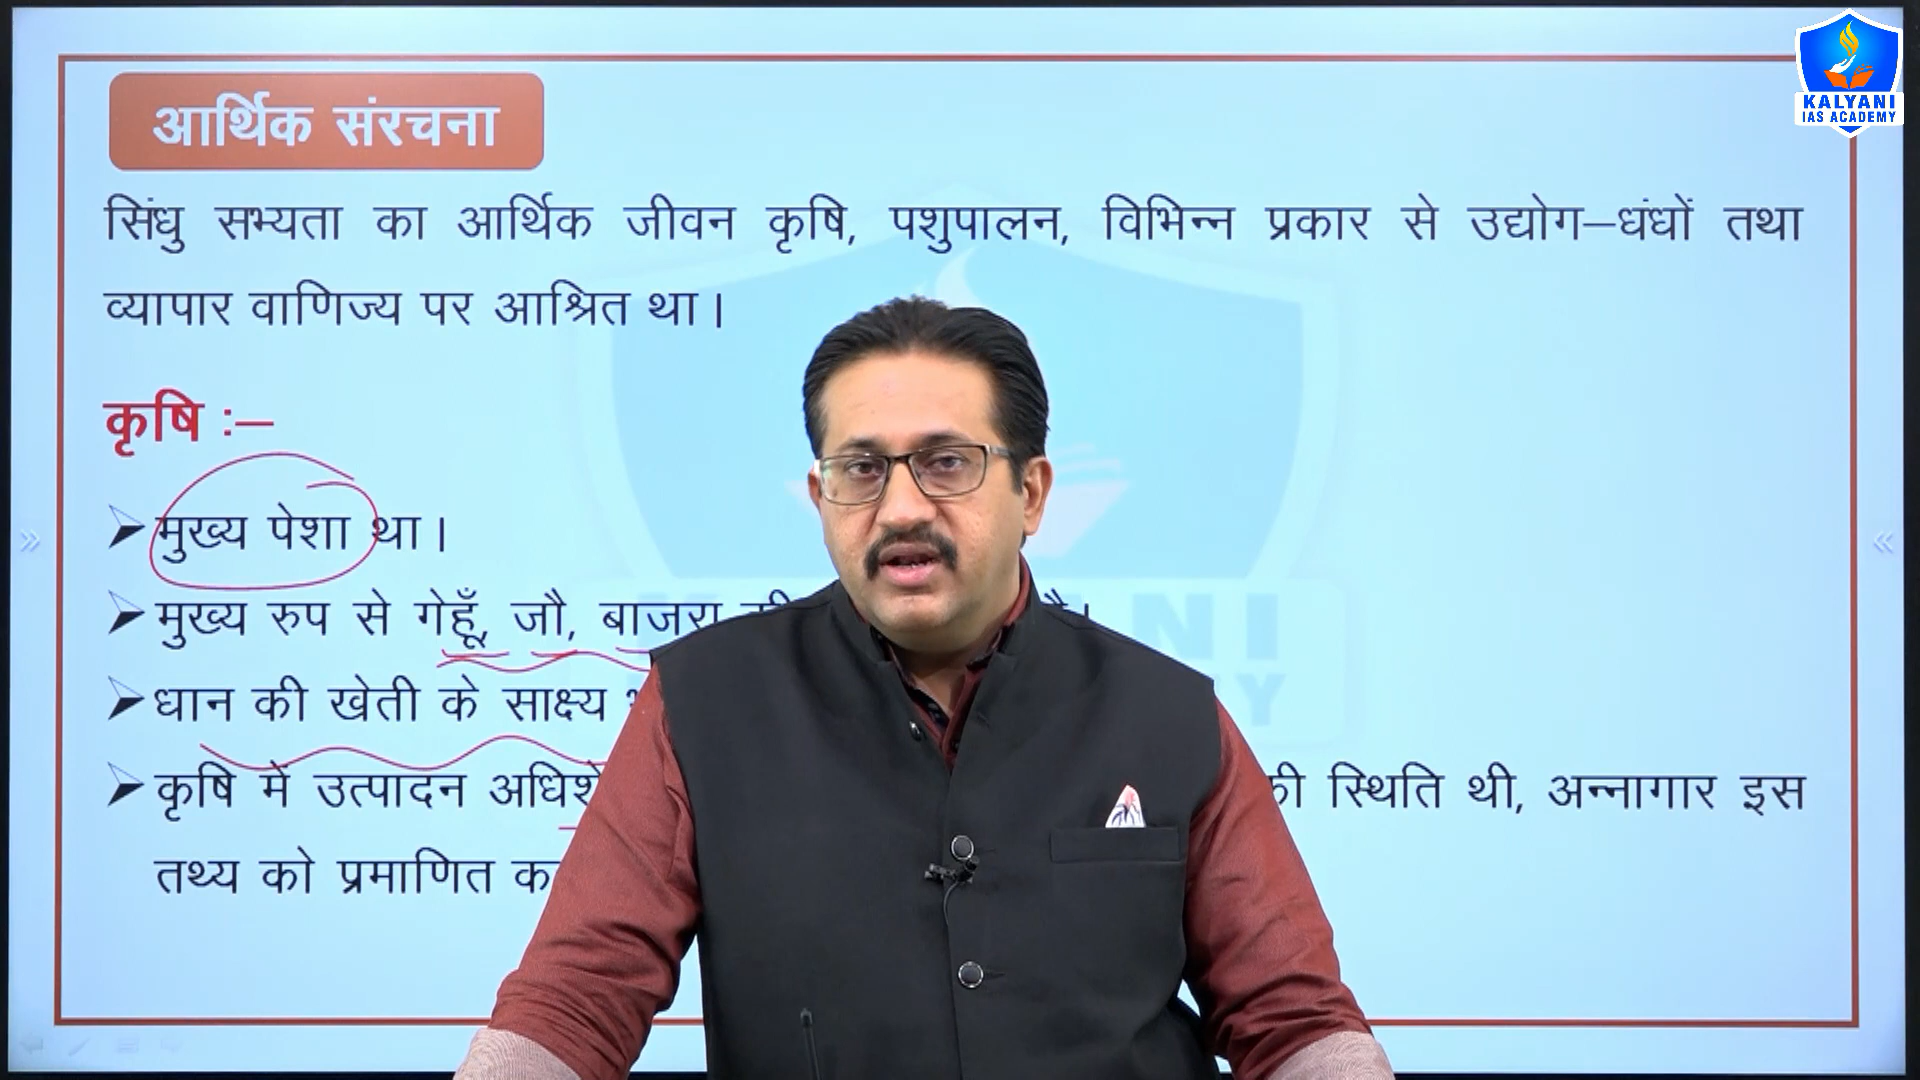 KALYANI
IAS ACADEMY
आर्थिक संरचना
सिंधु सभ्यता का आर्थिक जीवन कृषि, पशुपालन, विभिन्न प्रकार से उद्योग–धंधों तथा
व्यापार वाणिज्य पर आश्रित था।
कृषि :–
मुख्य पेशा था।
मुख्य रुप से गेहूँ, जौ, बाजरा है।
धान की खेती के साक्ष्य
कृषि में उत्पादन की स्थिति थी, अन्नागार इस
तथ्य को प्रमाणित